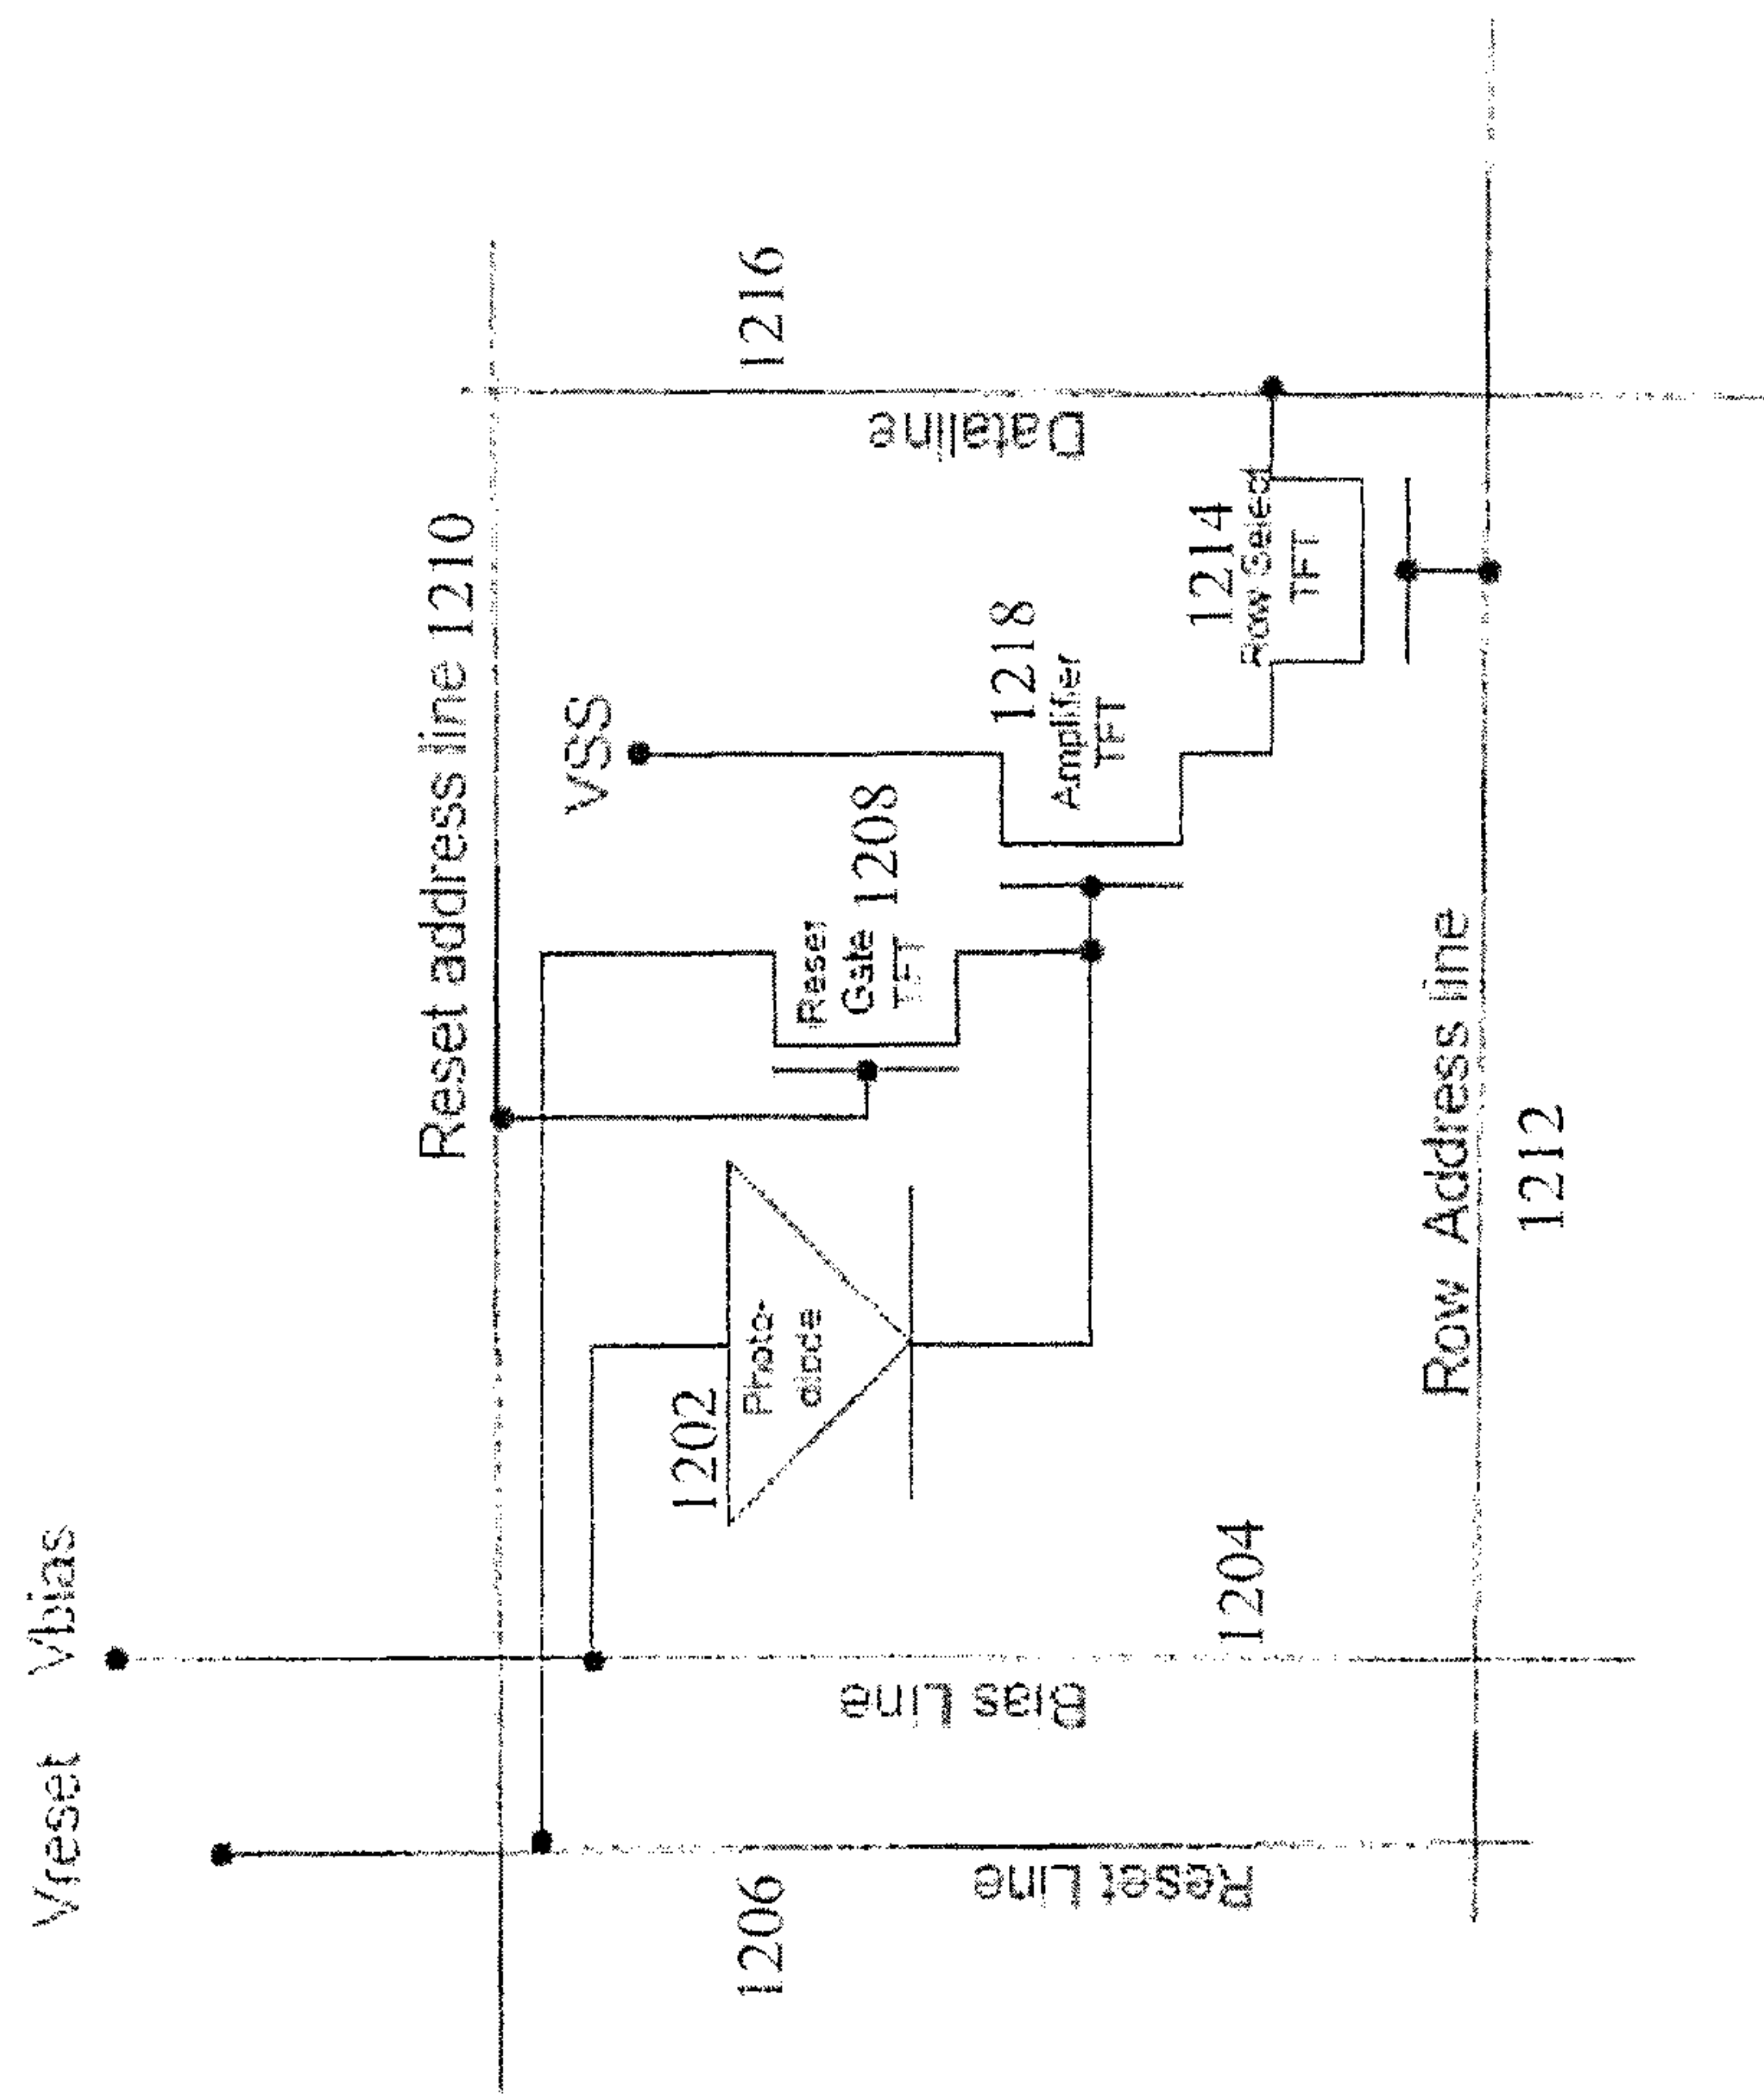 Vreset
Vbias
Reset address line 1210
VSS
1216
Dataline
Reset
Gate 1208
TFT
1218
Amplifier
TFT
1214
Row Select
TFT
1202
Photo-
diode
1204
Bias Line
1206
Reset Line
Row Address line
1212